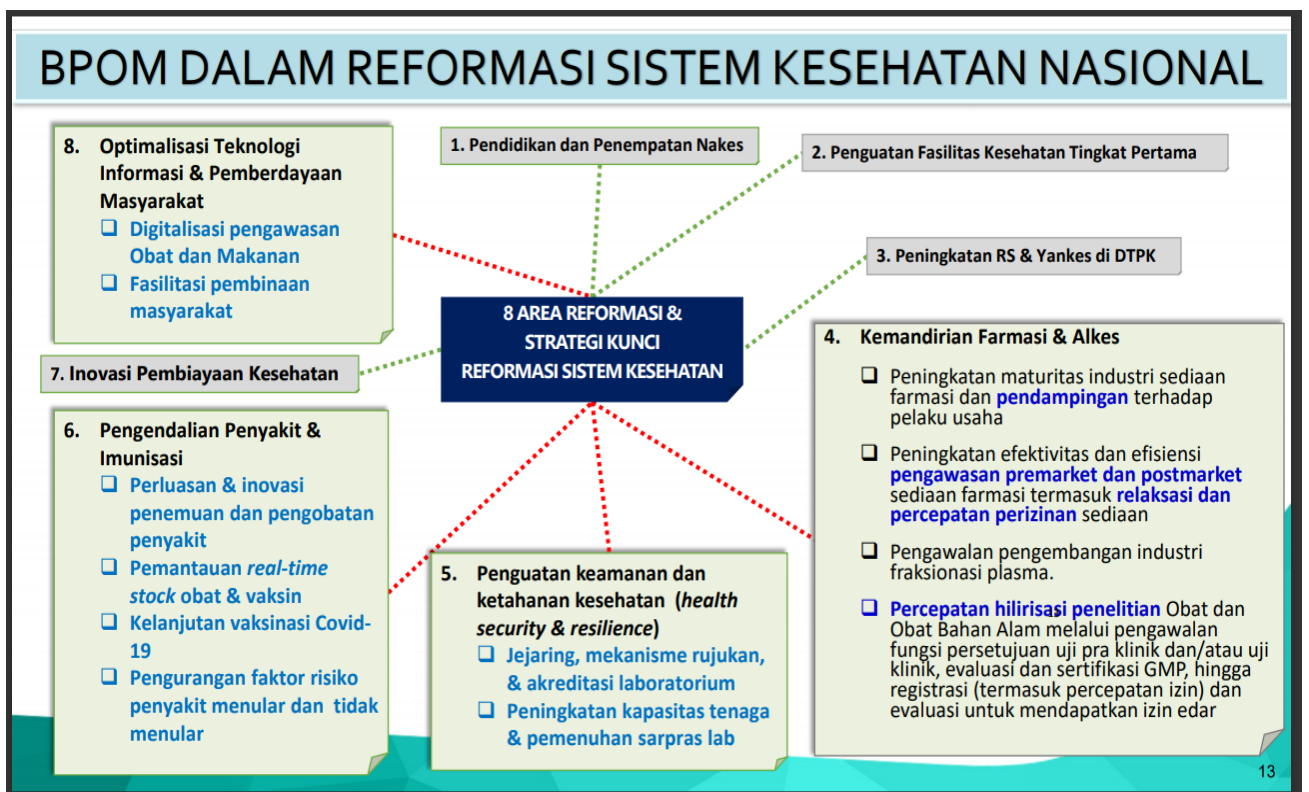 BPOM DALAM REFORMASI SISTEM KESEHATAN NASIONAL
8. Optimalisasi Teknologi
Informasi & Pemberdayaan
Masyarakat
❑ Digitalisasi pengawasan
Obat dan Makanan
❑ Fasilitasi pembinaan
masyarakat
1. Pendidikan dan Penempatan Nakes
2. Penguatan Fasilitas Kesehatan Tingkat Pertama
3. Peningkatan RS & Yankes di DTPK
8 AREA REFORMASI &
STRATEGI KUNCI
REFORMASI SISTEM KESEHATAN
4. Kemandirian Farmasi & Alkes
❑ Peningkatan maturitas industri sediaan
farmasi dan pendampingan terhadap
pelaku usaha
❑ Peningkatan efektivitas dan efisiensi
pengawasan premarket dan postmarket
sediaan farmasi termasuk relaksasi dan
percepatan perizinan sediaan
❑ Pengawalan pengembangan industri
fraksionasi plasma.
❑ Percepatan hilirisasi penelitian Obat dan
Obat Bahan Alam melalui pengawalan
fungsi persetujuan uji pra klinik dan/atau uji
klinik, evaluasi dan sertifikasi GMP, hingga
registrasi (termasuk percepatan izin) dan
evaluasi untuk mendapatkan izin edar
7. Inovasi Pembiayaan Kesehatan
6. Pengendalian Penyakit &
Imunisasi
❑ Perluasan & inovasi
penemuan dan pengobatan
penyakit
❑ Pemantauan real-time
stock obat & vaksin
❑ Kelanjutan vaksinasi Covid-
19
❑ Pengurangan faktor risiko
penyakit menular dan tidak
menular
5. Penguatan keamanan dan
ketahanan kesehatan (health
security & resilience)
❑ Jejaring, mekanisme rujukan,
& akreditasi laboratorium
❑ Peningkatan kapasitas tenaga
& pemenuhan sarpras lab
13